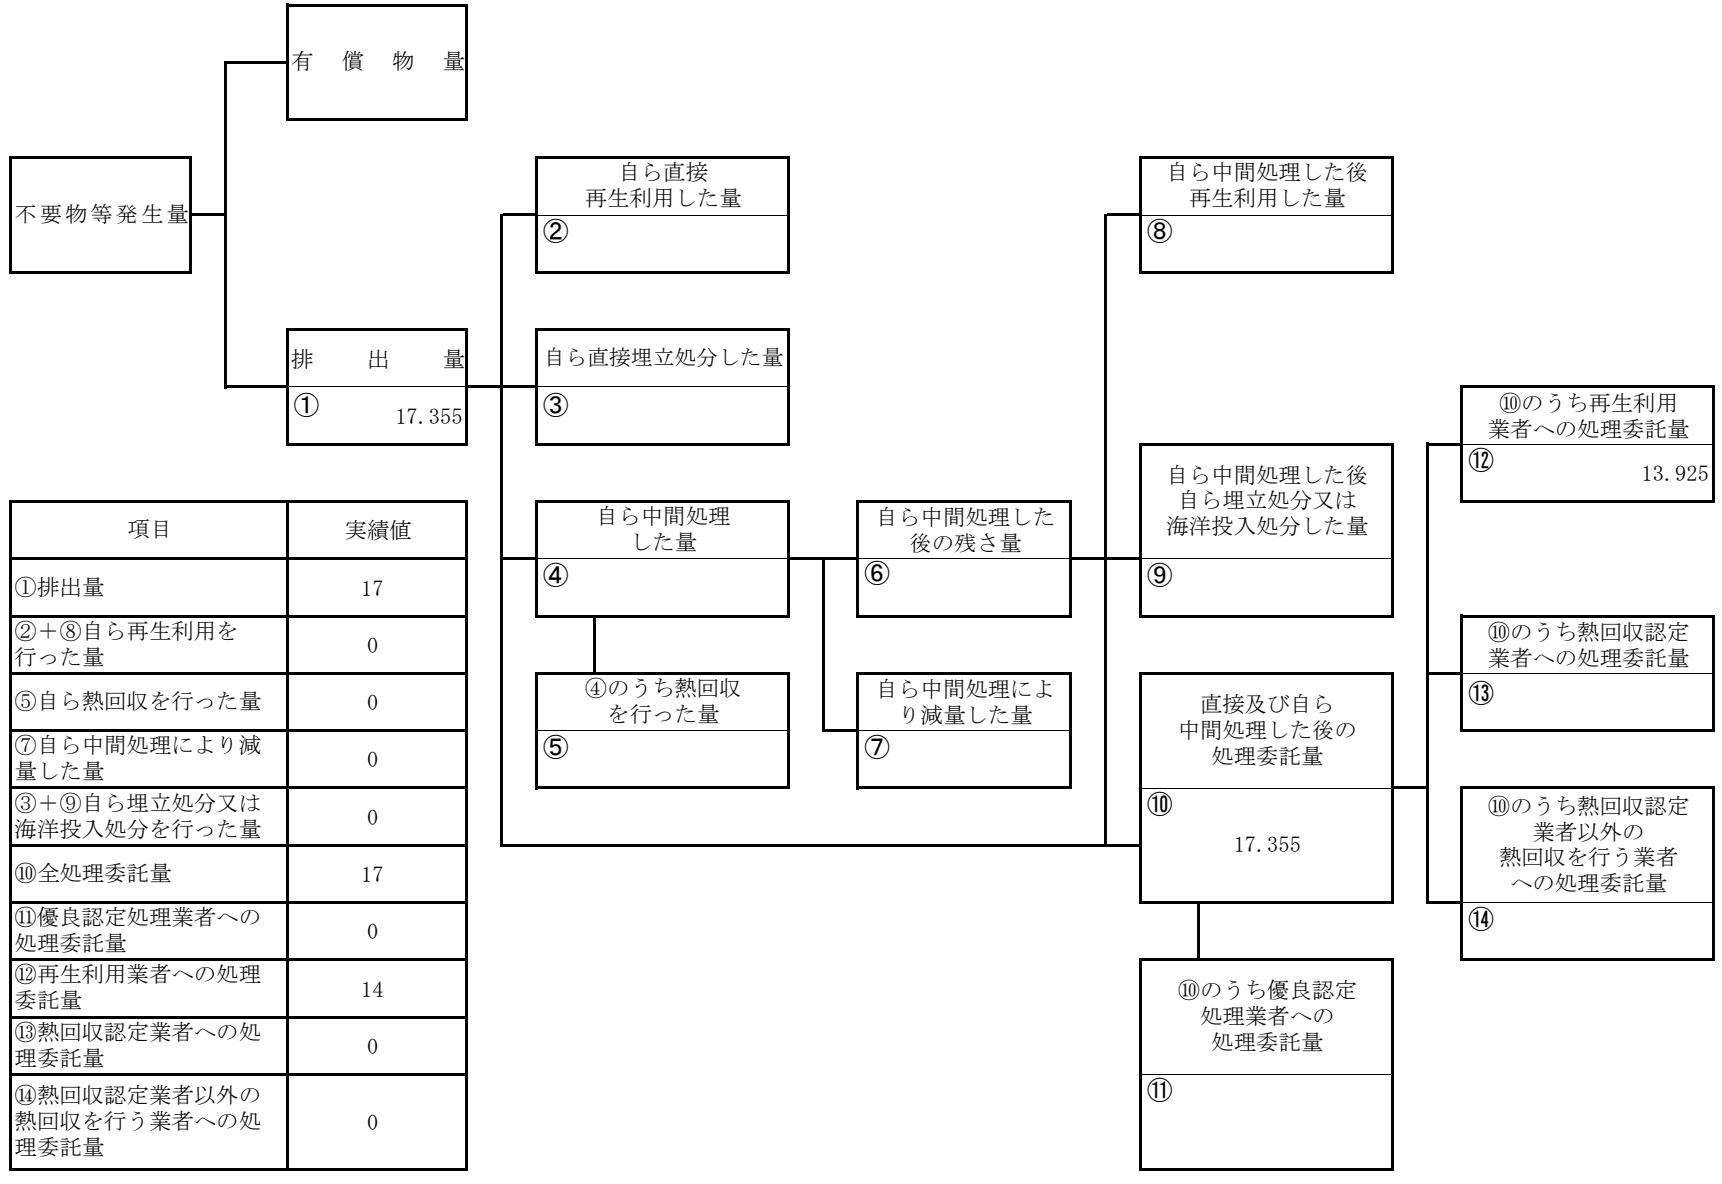 有償物量
不要物等発生量
自ら直接
再生利用した量
②
自ら中間処理した後
再生利用した量
⑧
排出量
① 17.355
自ら直接埋立処分した量
③
⑩のうち再生利用
業者への処理委託量
⑫ 13.925
自ら中間処理した後
自ら埋立処分又は
海洋投入処分した量
⑨
自ら中間処理
した量
④
自ら中間処理した
後の残さ量
⑥
④のうち熱回収
を行った量
⑤
自ら中間処理によ
り減量した量
⑦
⑩のうち熱回収認定
業者への処理委託量
⑬
直接及び自ら
中間処理した後の
処理委託量
⑩
17.355
⑩のうち熱回収認定
業者以外の
熱回収を行う業者
への処理委託量
⑭
⑩のうち優良認定
処理業者への
処理委託量
⑪
項目 実績値
①排出量 17
②＋⑧自ら再生利用を
行った量 0
⑤自ら熱回収を行った量 0
⑦自ら中間処理により減
量した量 0
③＋⑨自ら埋立処分又は
海洋投入処分を行った量 0
⑩全処理委託量 17
⑪優良認定処理業者への
処理委託量 0
⑫再生利用業者への処理
委託量 14
⑬熱回収認定業者への処
理委託量 0
⑭熱回収認定業者以外の
熱回収を行う業者への処
理委託量 0